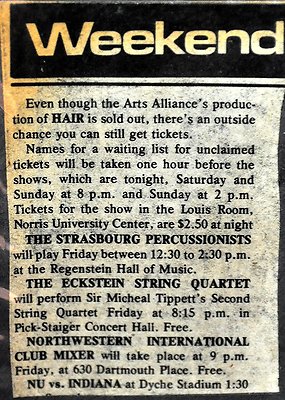 Weekend
Even though the Arts Alliance's produc-
tion of HAIR is sold out, there's an outside
chance you can still get tickets.
Names for a waiting list for unclaimed
tickets will be taken one hour before the
shows, which are tonight, Saturday and
Sunday at 8 p.m. and Sunday at 2 p.m.
Tickets for the show in the Louis Room,
Norris University Center, are $2.50 at night
THE STRASBOURG PERCUSSIONISTS
will play Friday between 12:30 to 2:30 p.m.
at the Regenstein Hall of Music.
THE ECKSTEIN STRING QUARTET
will perform Sir Micheal Tippett's Second
String Quartet Friday at 8:15 p.m. in
Pick-Staiger Concert Hall. Free.
NORTHWESTERN INTERNATIONAL
CLUB MIXER will take place at 9 p.m.
Friday, at 630 Dartmouth Place. Free.
NU vs. INDIANA at Dyche Stadium 1:30